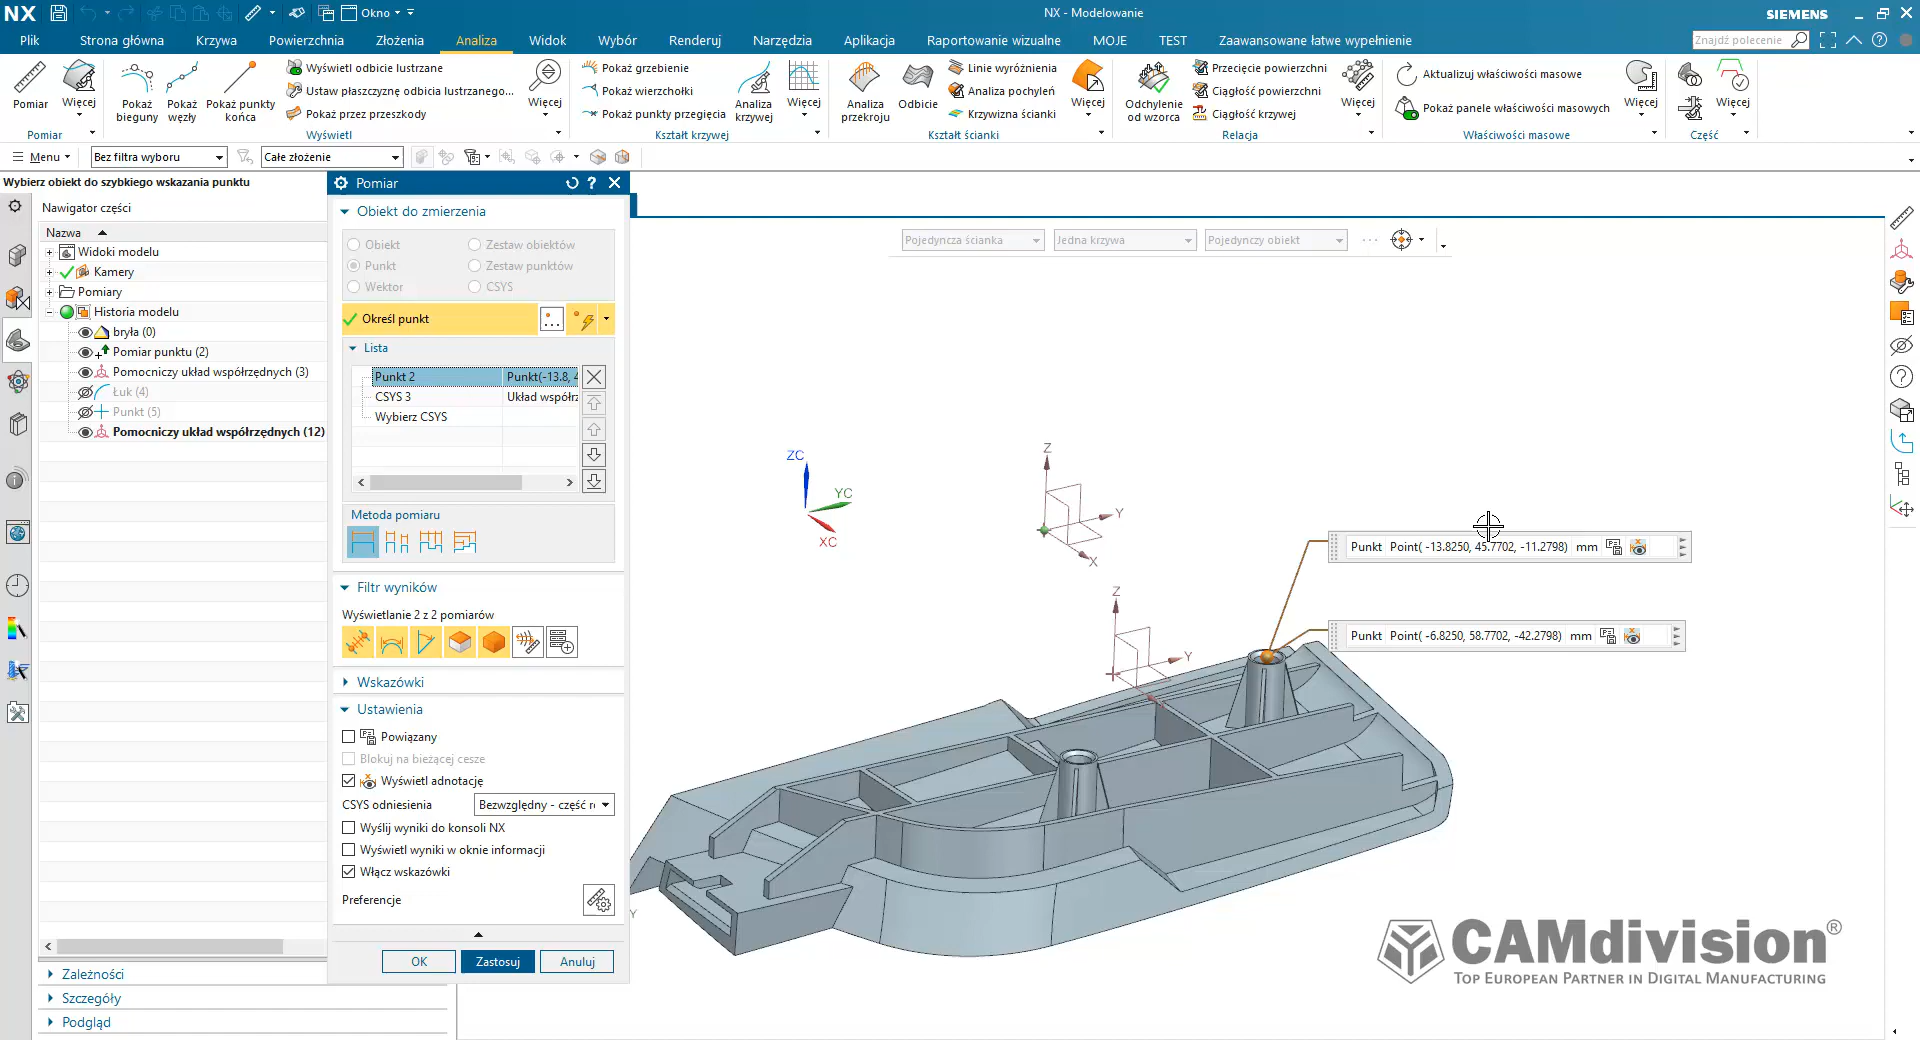 NX
Okno
NX - Modelowanie
SIEMENS
Plik
Strona główna
Krzywa
Powierzchnia
Złożenia
Analiza
Widok
Wybór
Renderuj
Narzędzia
Aplikacja
Raportowanie wizualne
MOJE
TEST
Zaawansowane łatwe wypełnienie
Znajdź polecenie
Pomiar
Więcej
Pomiar
Pokaż bieguny
Pokaż węzły
Pokaż punkty końca
Wyświetl odbicie lustrzane
Ustaw płaszczyznę odbicia lustrzanego...
Pokaż przez przeszkody
Więcej
Wyświetl
Pokaż grzebienie
Pokaż wierzchołki
Pokaż punkty przegięcia
Analiza krzywej
Więcej
Kształt krzywej
Analiza przekroju
Odbicie
Linie wyróżnienia
Analiza pochyleń
Krzywizna ścianki
Więcej
Kształt ścianki
Odchylenie od wzorca
Przecięcie powierzchni
Ciągłość powierzchni
Ciągłość krzywej
Więcej
Relacja
Aktualizuj właściwości masowe
Pokaż panele właściwości masowych
Więcej
Właściwości masowe
Więcej
Część
Menu
Bez filtra wyboru
Całe złożenie
Wybierz obiekt do szybkiego wskazania punktu
Nawigator części
Nazwa
Widoki modelu
Kamery
Pomiary
Historia modelu
bryła (0)
Pomiar punktu (2)
Pomocniczy układ współrzędnych (3)
Łuk (4)
Punkt (5)
Pomocniczy układ współrzędnych (12)
Zależności
Szczegóły
Podgląd
Pomiar
Obiekt do zmierzenia
Obiekt
Zestaw obiektów
Punkt
Zestaw punktów
Wektor
CSYS
Określ punkt
Lista
Punkt 2
Punkt(-13.8, 4
CSYS 3
Układ współrz
Wybierz CSYS
Metoda pomiaru
Filtr wyników
Wyświetlanie 2 z 2 pomiarów
Wskazówki
Ustawienia
Powiązany
Blokuj na bieżącej cesze
Wyświetl adnotację
CSYS odniesienia
Bezwzględny - część r
Wyślij wyniki do konsoli NX
Wyświetl wyniki w oknie informacji
Włącz wskazówki
Preferencje
OK
Zastosuj
Anuluj
Pojedyncza ścianka
Jedna krzywa
Pojedynczy obiekt
ZC
YC
XC
Z
Y
X
Z
Y
Y
Punkt Point( -13.8250, 45.7702, -11.2798) mm
Punkt Point( -6.8250, 58.7702, -42.2798) mm
CAMdivision®
TOP EUROPEAN PARTNER IN DIGITAL MANUFACTURING